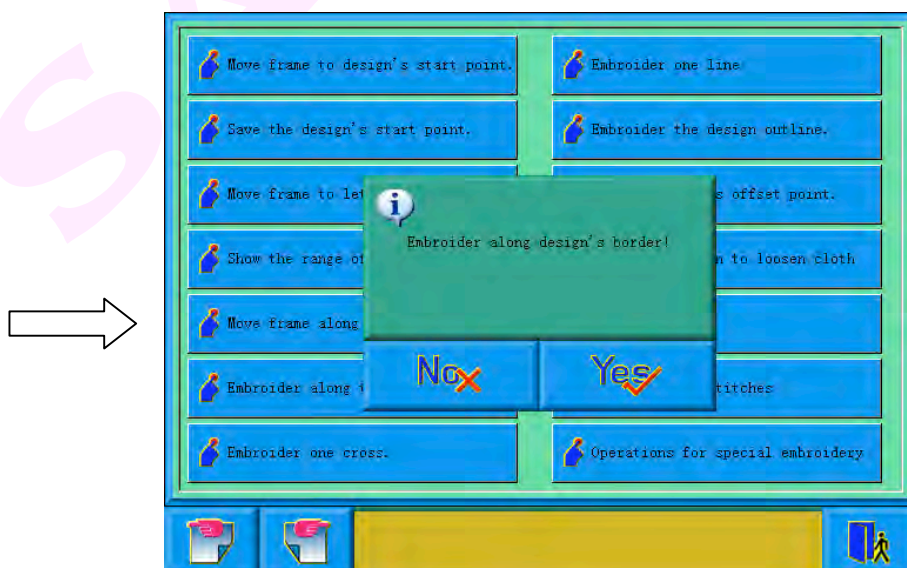 Move frame to design's start point.
Embroider one line
Save the design's start point.
Embroider the design outline.
Move frame to let
s offset point.
Embroider along design's border!
Show the range of
n to loosen cloth
Move frame along
No
Yes
Embroider along
titches
Embroider one cross.
Operations for special embroidery